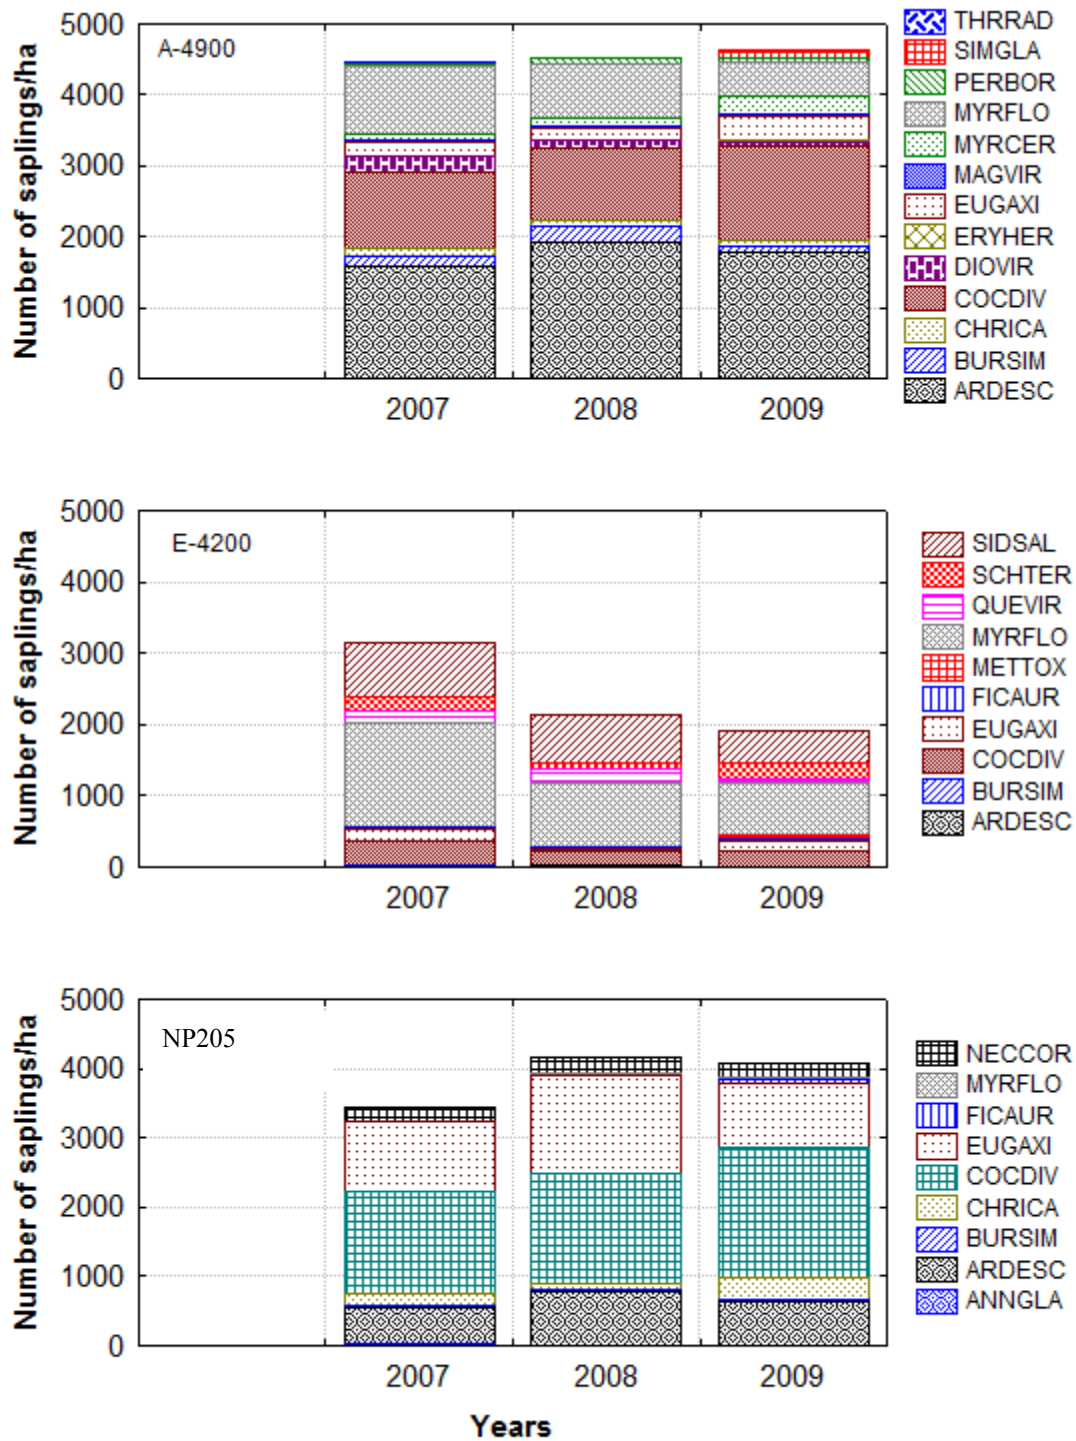 Number of saplings/ha
5000
4000
3000
2000
1000
0
A-4900
2007
2008
2009
THRRAD
SIMGLA
PERBOR
MYRFLO
MYRCER
MAGVIR
EUGAXI
ERYHER
DIOVIR
COCDIV
CHRICA
BURSIM
ARDESC
Number of saplings/ha
5000
4000
3000
2000
1000
0
E-4200
2007
2008
2009
SIDSAL
SCHTER
QUEVIR
MYRFLO
METTOX
FICAUR
EUGAXI
COCDIV
BURSIM
ARDESC
Number of saplings/ha
5000
4000
3000
2000
1000
0
NP205
2007
2008
2009
NECCOR
MYRFLO
FICAUR
EUGAXI
COCDIV
CHRICA
BURSIM
ARDESC
ANNGLA
Years